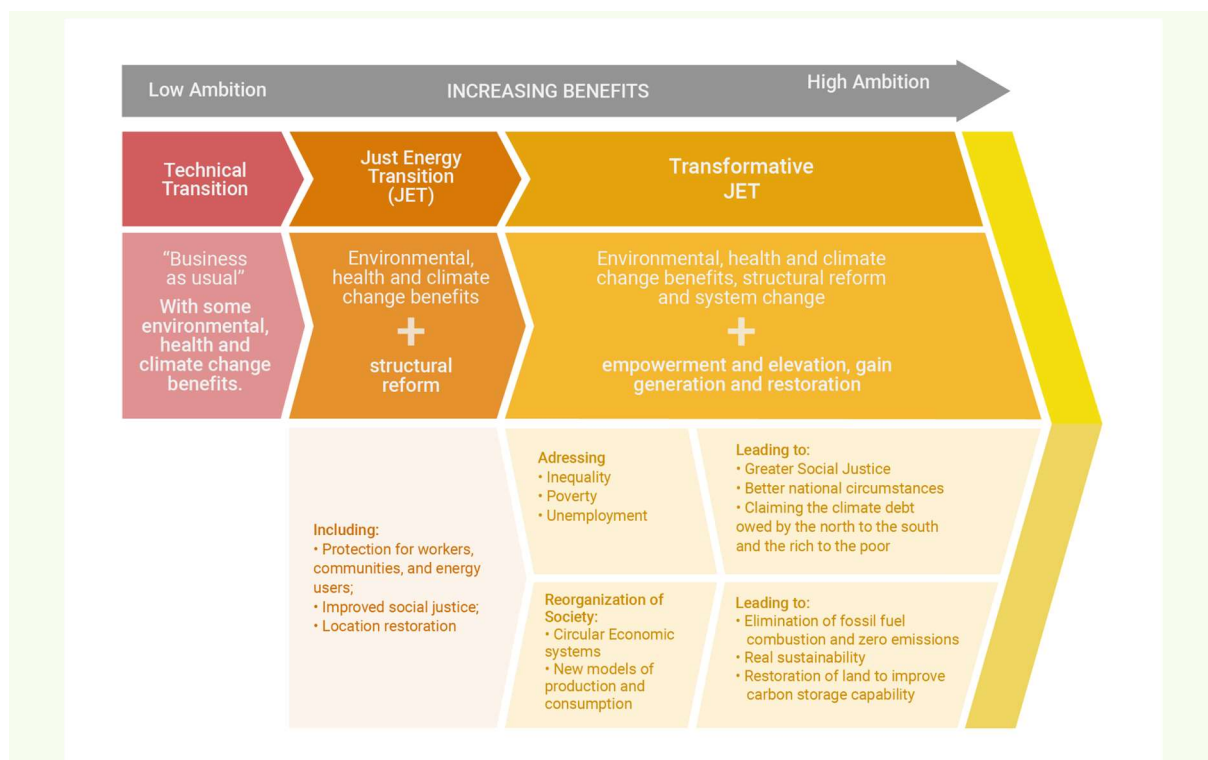 Low Ambition
INCREASING BENEFITS
High Ambition
Technical
Transition
Just Energy
Transition
(JET)
Transformative
JET
“Business
as usual”
With some
environmental,
health and
climate change
benefits.
Environmental,
health and climate
change benefits
+
structural
reform
Environmental, health and climate
change benefits, structural reform
and system change
+
empowerment and elevation, gain
generation and restoration
Including:
• Protection for workers,
communities, and energy
users;
• Improved social justice;
• Location restoration
Adressing
• Inequality
• Poverty
• Unemployment
Leading to:
• Greater Social Justice
• Better national circumstances
• Claiming the climate debt
owed by the north to the south
and the rich to the poor
Reorganization of
Society:
• Circular Economic
systems
• New models of
production and
consumption
Leading to:
• Elimination of fossil fuel
combustion and zero emissions
• Real sustainability
• Restoration of land to improve
carbon storage capability